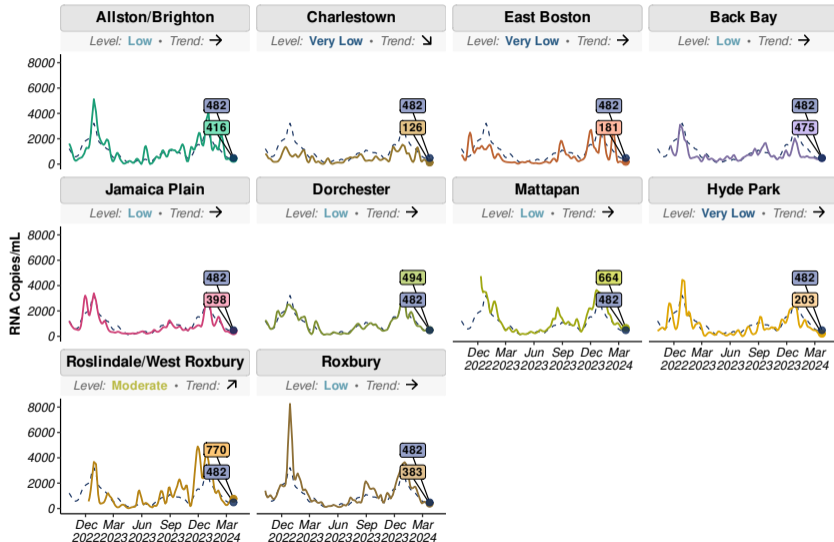 Allston/Brighton
Charlestown
East Boston
Back Bay
Level: Low • Trend: →
Level: Very Low • Trend: ↘
Level: Very Low • Trend: →
Level: Low • Trend: →
8000
6000
4000
2000
0
482
416
482
126
482
181
482
475
Jamaica Plain
Dorchester
Mattapan
Hyde Park
Level: Low • Trend: →
Level: Low • Trend: →
Level: Low • Trend: →
Level: Very Low • Trend: →
RNA Copies/mL
8000
6000
4000
2000
0
482
398
494
482
664
482
482
203
Dec 2022
Mar 2023
Jun 2023
Sep 2023
Dec 2023
Mar 2024
Dec 2022
Mar 2023
Jun 2023
Sep 2023
Dec 2023
Mar 2024
Roslindale/West Roxbury
Roxbury
Level: Moderate • Trend: ↗
Level: Low • Trend: →
8000
6000
4000
2000
0
770
482
482
383
Dec 2022
Mar 2023
Jun 2023
Sep 2023
Dec 2023
Mar 2024
Dec 2022
Mar 2023
Jun 2023
Sep 2023
Dec 2023
Mar 2024